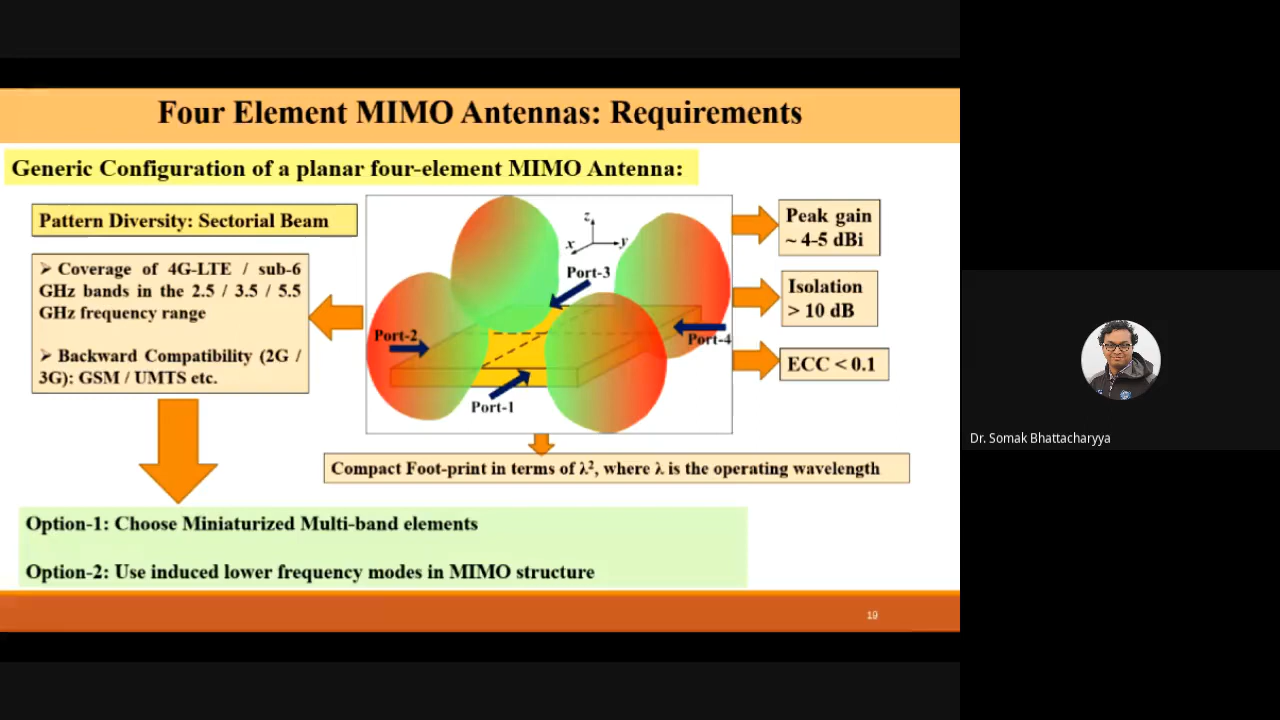 Four Element MIMO Antennas: Requirements
Generic Configuration of a planar four-element MIMO Antenna:
Pattern Diversity: Sectorial Beam
➢ Coverage of 4G-LTE / sub-6
GHz bands in the 2.5 / 3.5 / 5.5
GHz frequency range
➢ Backward Compatibility (2G /
3G): GSM / UMTS etc.
z
x
y
Port-3
Port-2
Port-4
Port-1
Peak gain
~ 4-5 dBi
Isolation
> 10 dB
ECC < 0.1
Compact Foot-print in terms of λ², where λ is the operating wavelength
Option-1: Choose Miniaturized Multi-band elements
Option-2: Use induced lower frequency modes in MIMO structure
19
Dr. Somak Bhattacharyya